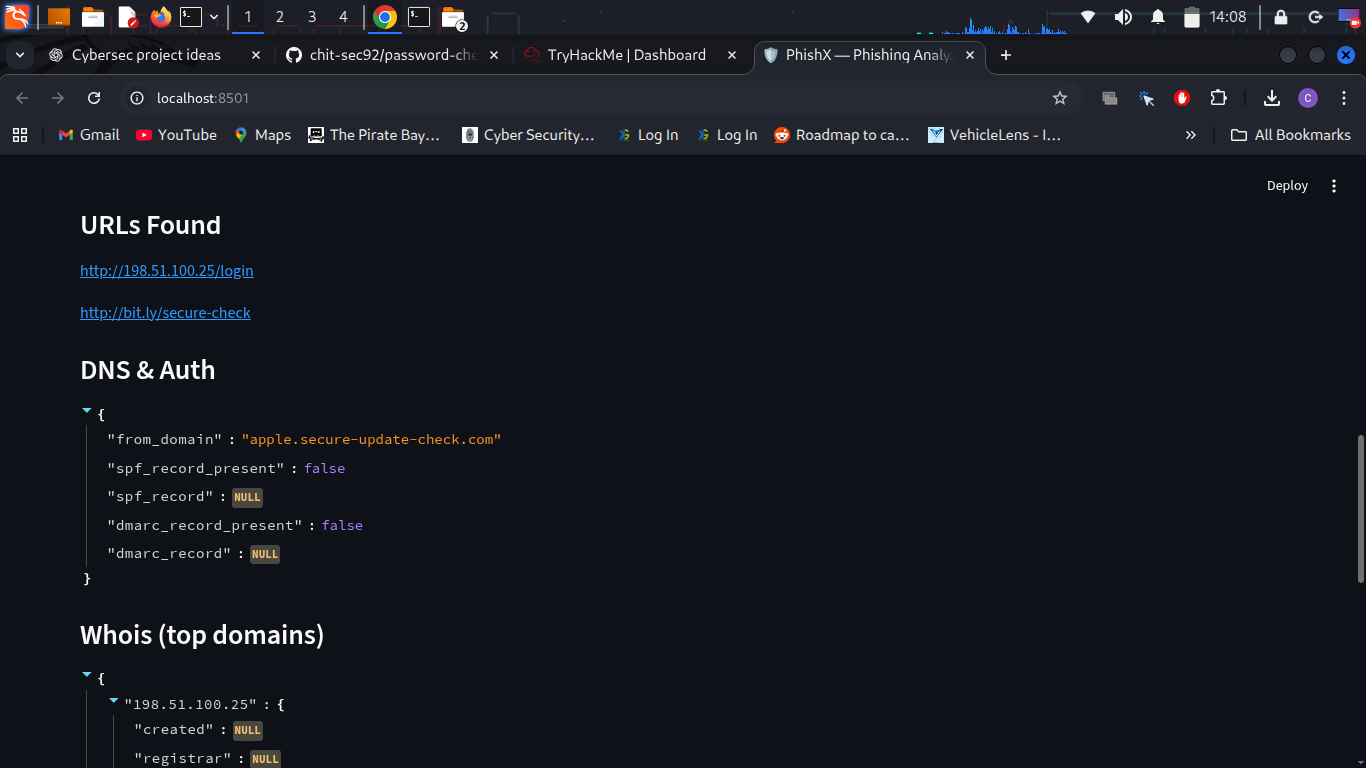 1 2 3 4 2 14:08
Cybersec project ideas chit-sec92/password-che TryHackMe | Dashboard PhishX — Phishing Analy
localhost:8501 C
Gmail YouTube Maps The Pirate Bay... Cyber Security... Log In Log In Roadmap to ca... VehicleLens - I... » All Bookmarks
Deploy
URLs Found
http://198.51.100.25/login
http://bit.ly/secure-check
DNS & Auth
{
"from_domain" : "apple.secure-update-check.com"
"spf_record_present" : false
"spf_record" : NULL
"dmarc_record_present" : false
"dmarc_record" : NULL
}
Whois (top domains)
{
"198.51.100.25" : {
"created" : NULL
"registrar" : NULL